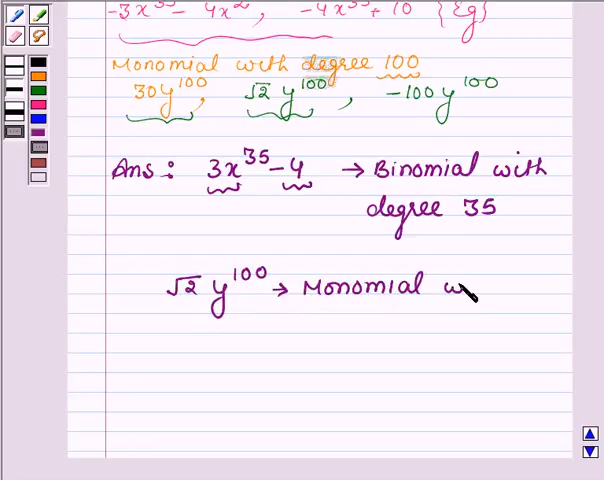 -3x³⁵ - 4x², -4x³⁵ + 10 {Eg}
Monomial with degree 100
30y¹⁰⁰, √2 y¹⁰⁰, -100y¹⁰⁰
Ans: 3x³⁵ - 4 → Binomial with
degree 35
√2 y¹⁰⁰ → Monomial w